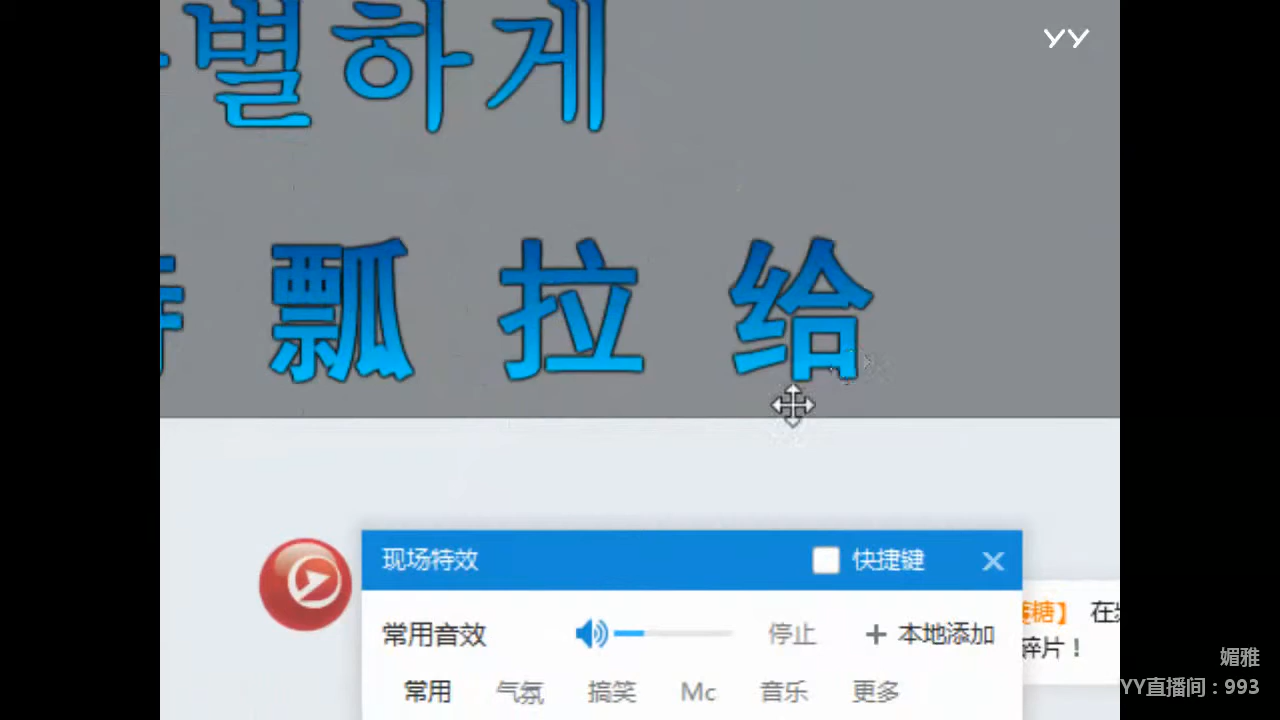 별하게
YY
特 瓢 拉 给
现场特效 快捷键
常用音效 停止 + 本地添加
糖】 在
碎片！
常用 气氛 搞笑 Mc 音乐 更多
媚雅
YY直播间：993